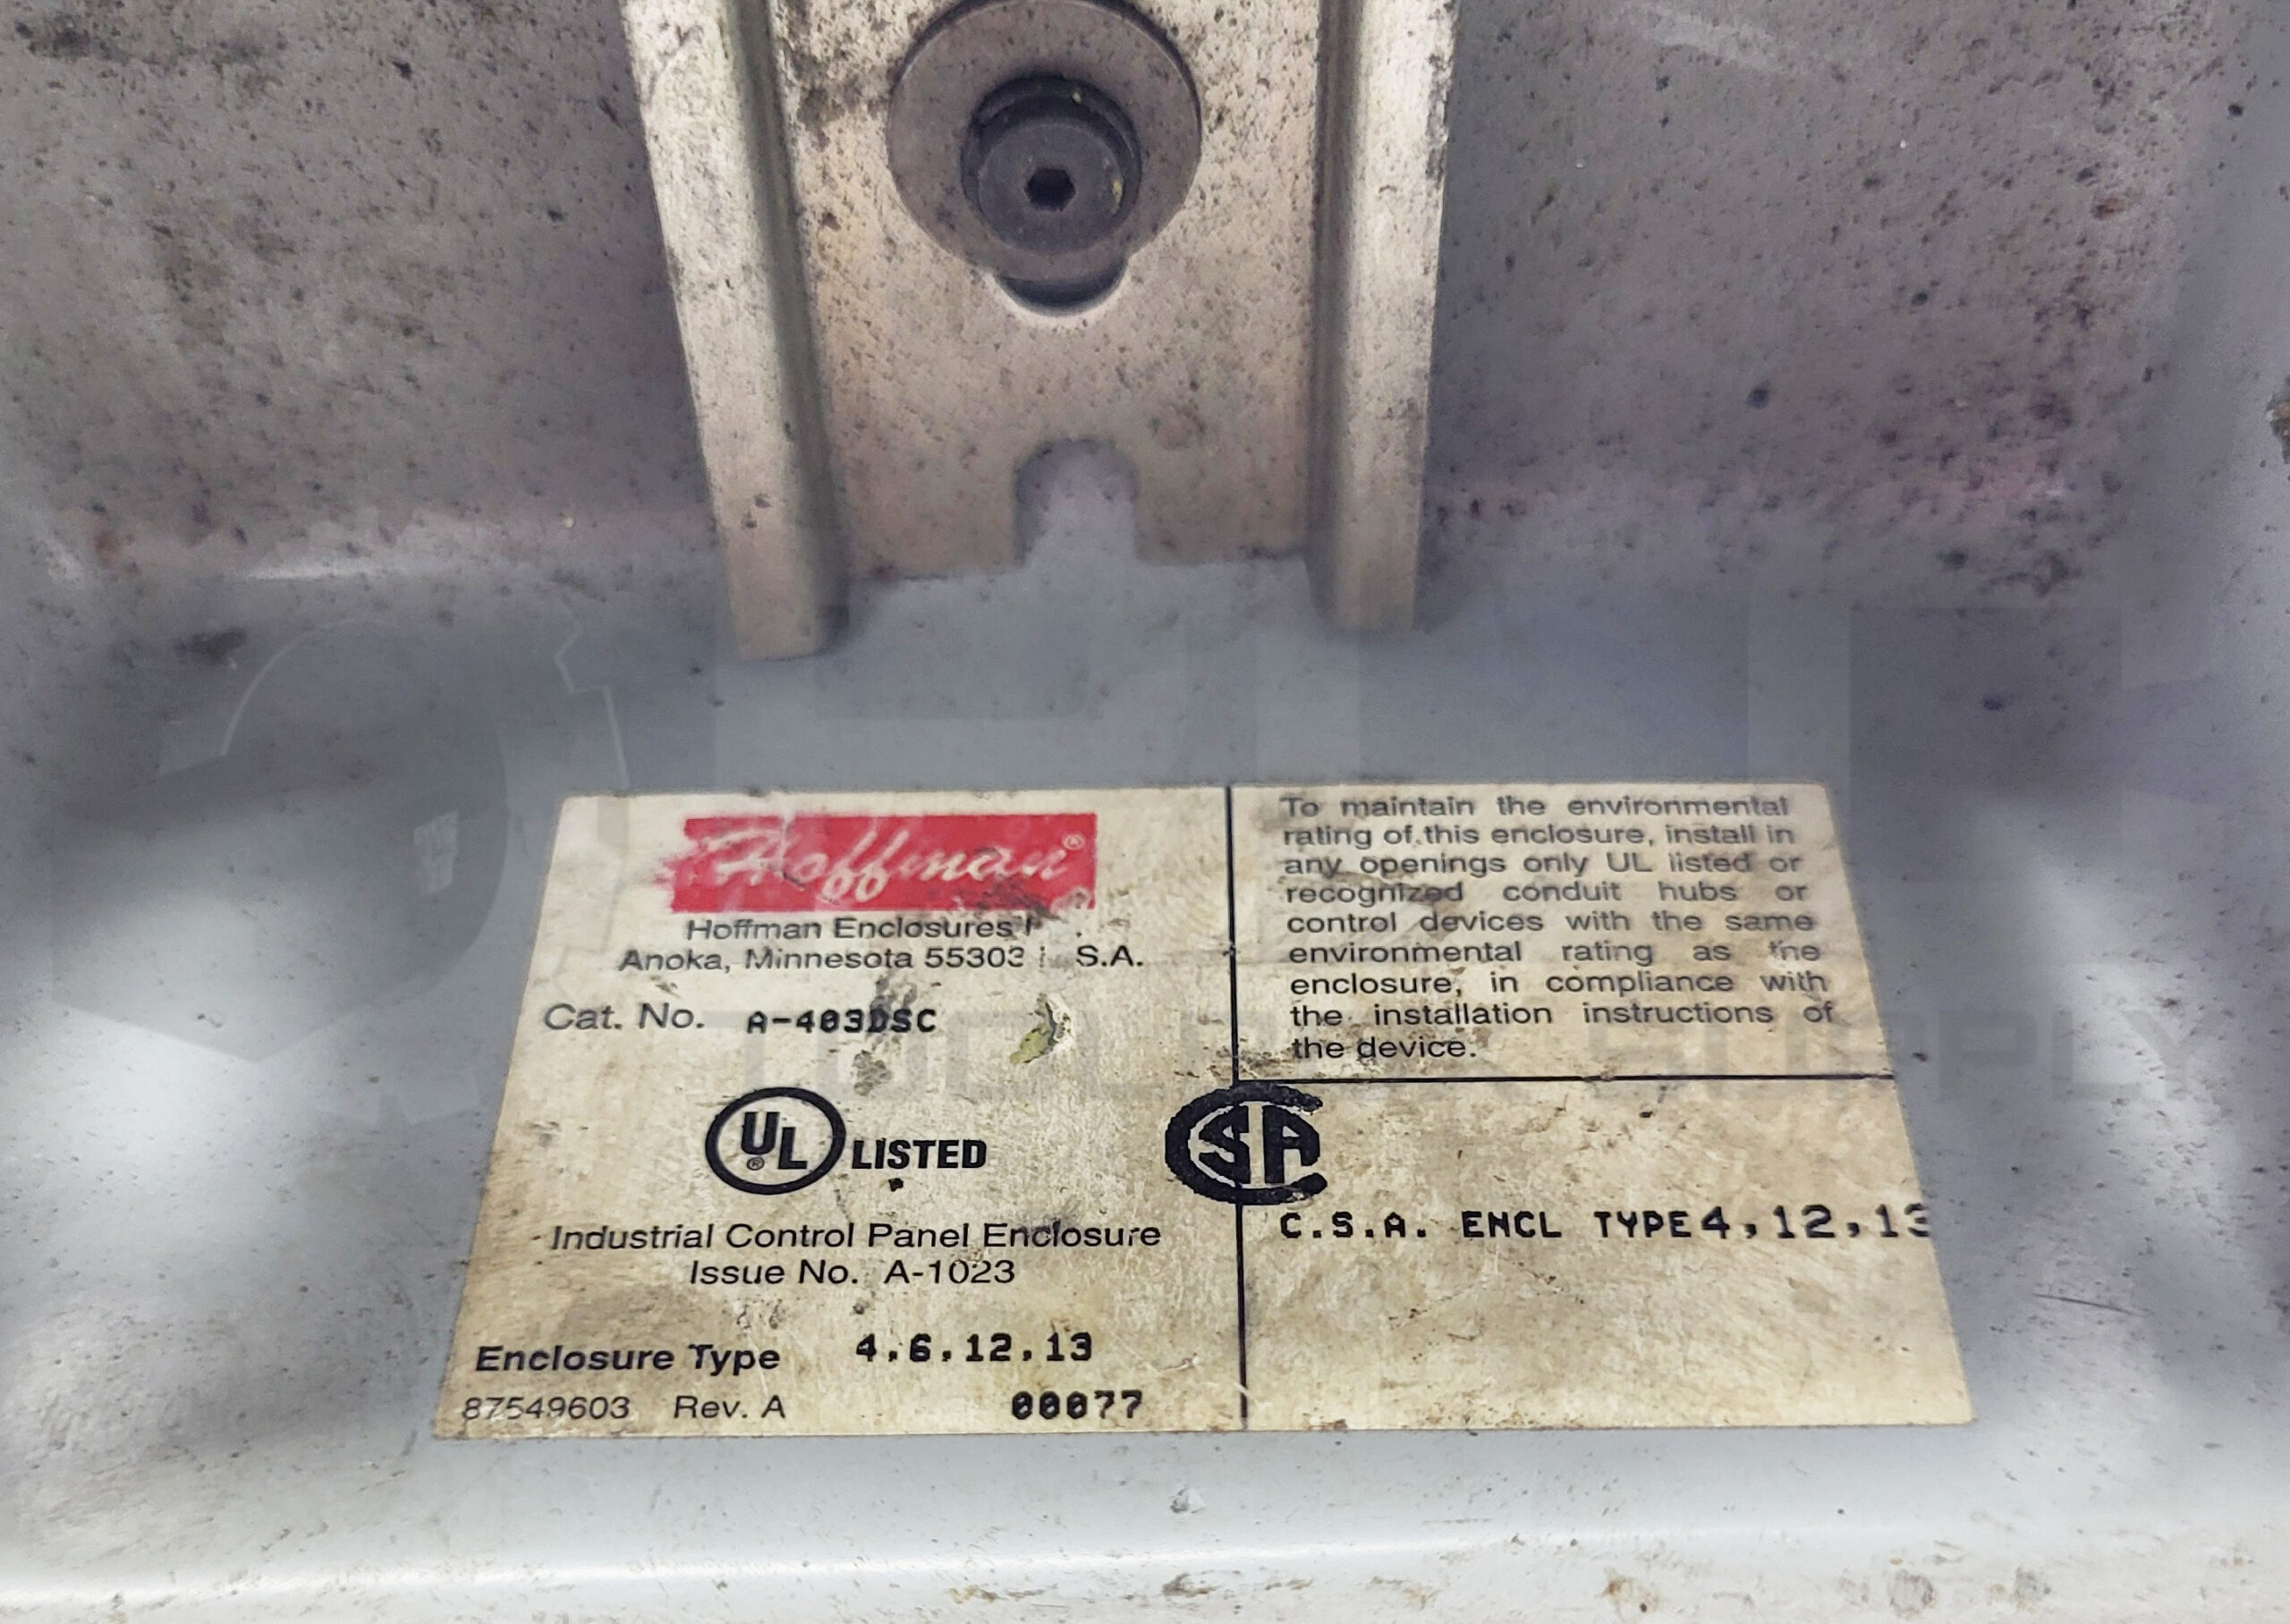 Hoffman®
Hoffman Enclosures
Anoka, Minnesota 55303 S.A.
Cat. No. A-403DSC
UL® LISTED
Industrial Control Panel Enclosure
Issue No. A-1023
Enclosure Type 4,6,12,13
87549603 Rev. A 00077
To maintain the environmental
rating of this enclosure, install in
any openings only UL listed or
recognized conduit hubs or
control devices with the same
environmental rating as the
enclosure, in compliance with
the installation instructions of
the device.
CSA
C.S.A. ENCL TYPE 4,12,13